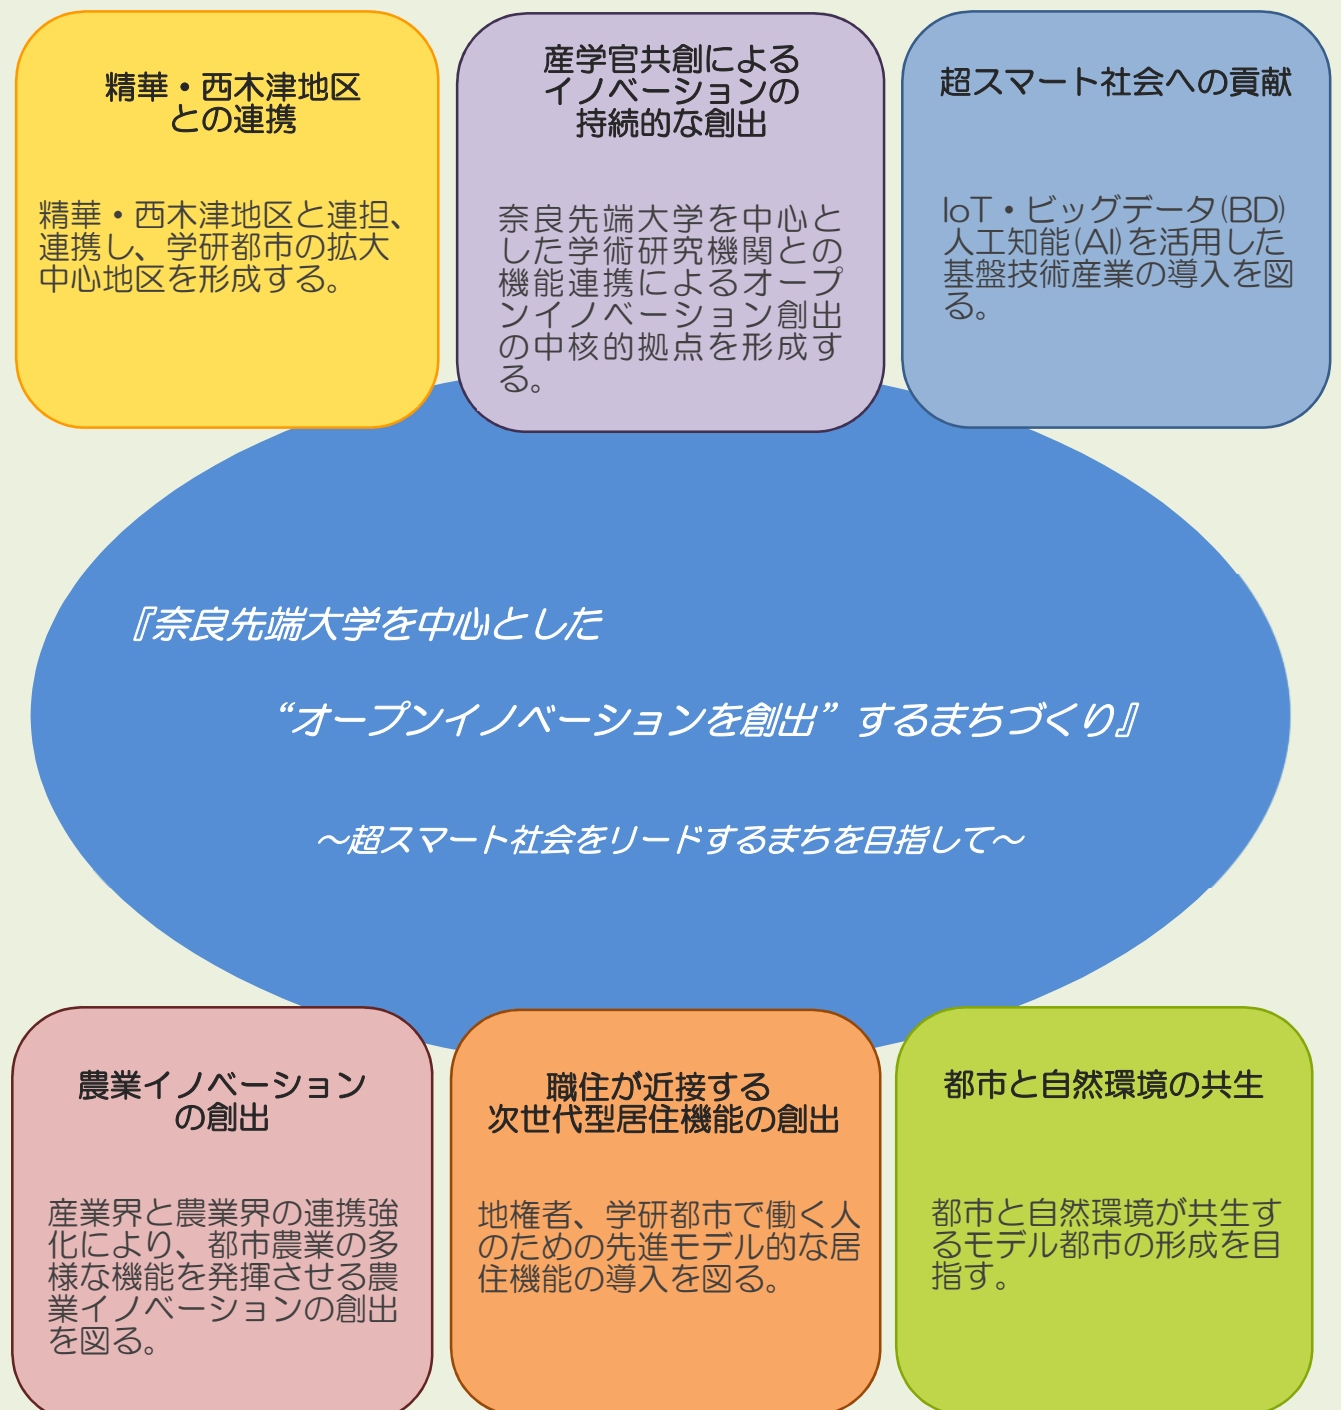 精華・西木津地区
との連携
精華・西木津地区と連担、
連携し、学研都市の拡大
中心地区を形成する。
産学官共創による
イノベーションの
持続的な創出
奈良先端大学を中心と
した学術研究機関との
機能連携によるオープ
ンイノベーション創出
の中核的拠点を形成す
る。
超スマート社会への貢献
IoT・ビッグデータ(BD)
人工知能(AI)を活用した
基盤技術産業の導入を図
る。
『奈良先端大学を中心とした
“オープンイノベーションを創出”するまちづくり』
～超スマート社会をリードするまちを目指して～
農業イノベーション
の創出
産業界と農業界の連携強
化により、都市農業の多
様な機能を発揮させる農
業イノベーションの創出
を図る。
職住が近接する
次世代型居住機能の創出
地権者、学研都市で働く人
のための先進モデル的な居
住機能の導入を図る。
都市と自然環境の共生
都市と自然環境が共生す
るモデル都市の形成を目
指す。